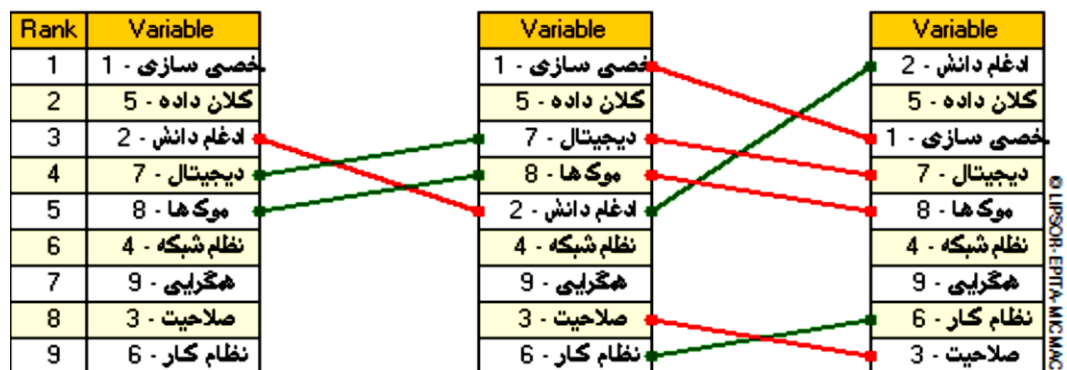 Rank Variable Variable Variable
1 خصی سازی - 1 خصی سازی - 1 ادغام دانش - 2
2 کلان داده - 5 کلان داده - 5 کلان داده - 5
3 ادغام دانش - 2 دیجیتال - 7 خصی سازی - 1
4 دیجیتال - 7 موک ها - 8 دیجیتال - 7
5 موک ها - 8 ادغام دانش - 2 موک ها - 8
6 نظام شبکه - 4 نظام شبکه - 4 نظام شبکه - 4
7 همگرایی - 9 همگرایی - 9 همگرایی - 9
8 صلاحیت - 3 صلاحیت - 3 نظام کار - 6
9 نظام کار - 6 نظام کار - 6 صلاحیت - 3
© LIPSOR-EPITA-MICMAC